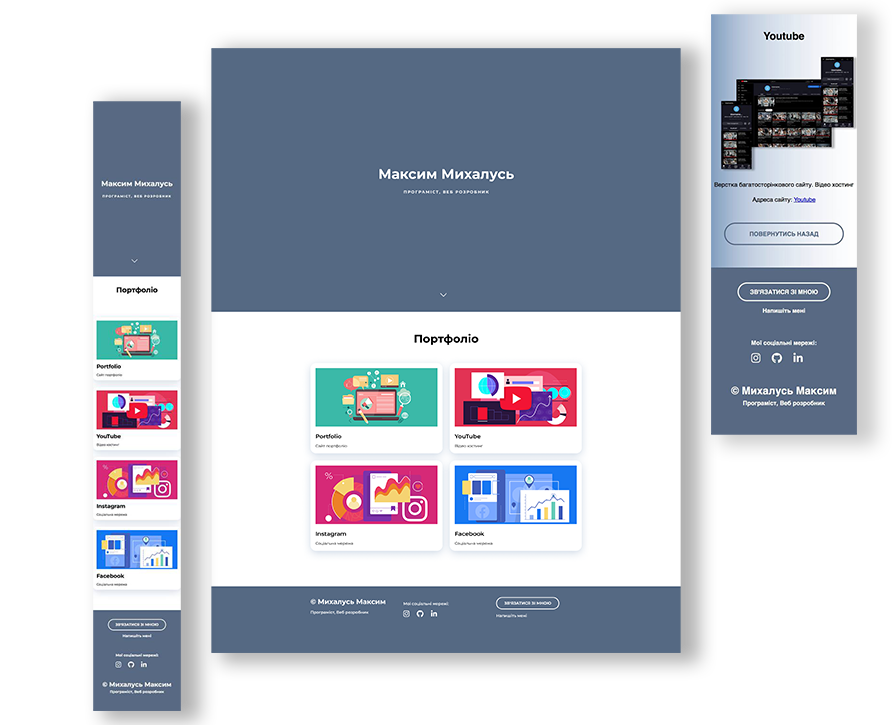 Максим Михалусь
ПРОГРАМІСТ, ВЕБ РОЗРОБНИК
Портфоліо
Portfolio
Сайт портфоліо
YouTube
Відео хостинг
Instagram
Соціальна мережа
Facebook
Соціальна мережа
ЗВ'ЯЗАТИСЯ ЗІ МНОЮ
Напишіть мені
Мої соціальні мережі:
© Михалусь Максим
Програміст, Веб розробник
Максим Михалусь
ПРОГРАМІСТ, ВЕБ РОЗРОБНИК
Портфоліо
Portfolio
Сайт портфоліо
YouTube
Відео хостинг
Instagram
Соціальна мережа
Facebook
Соціальна мережа
© Михалусь Максим
Програміст, Веб розробник
Мої соціальні мережі:
ЗВ'ЯЗАТИСЯ ЗІ МНОЮ
Напишіть мені
Youtube
Верстка багатосторінкового сайту. Відео хостинг
Адреса сайту: Youtube
ПОВЕРНУТИСЬ НАЗАД
ЗВ'ЯЗАТИСЯ ЗІ МНОЮ
Напишіть мені
Мої соціальні мережі:
© Михалусь Максим
Програміст, Веб розробник